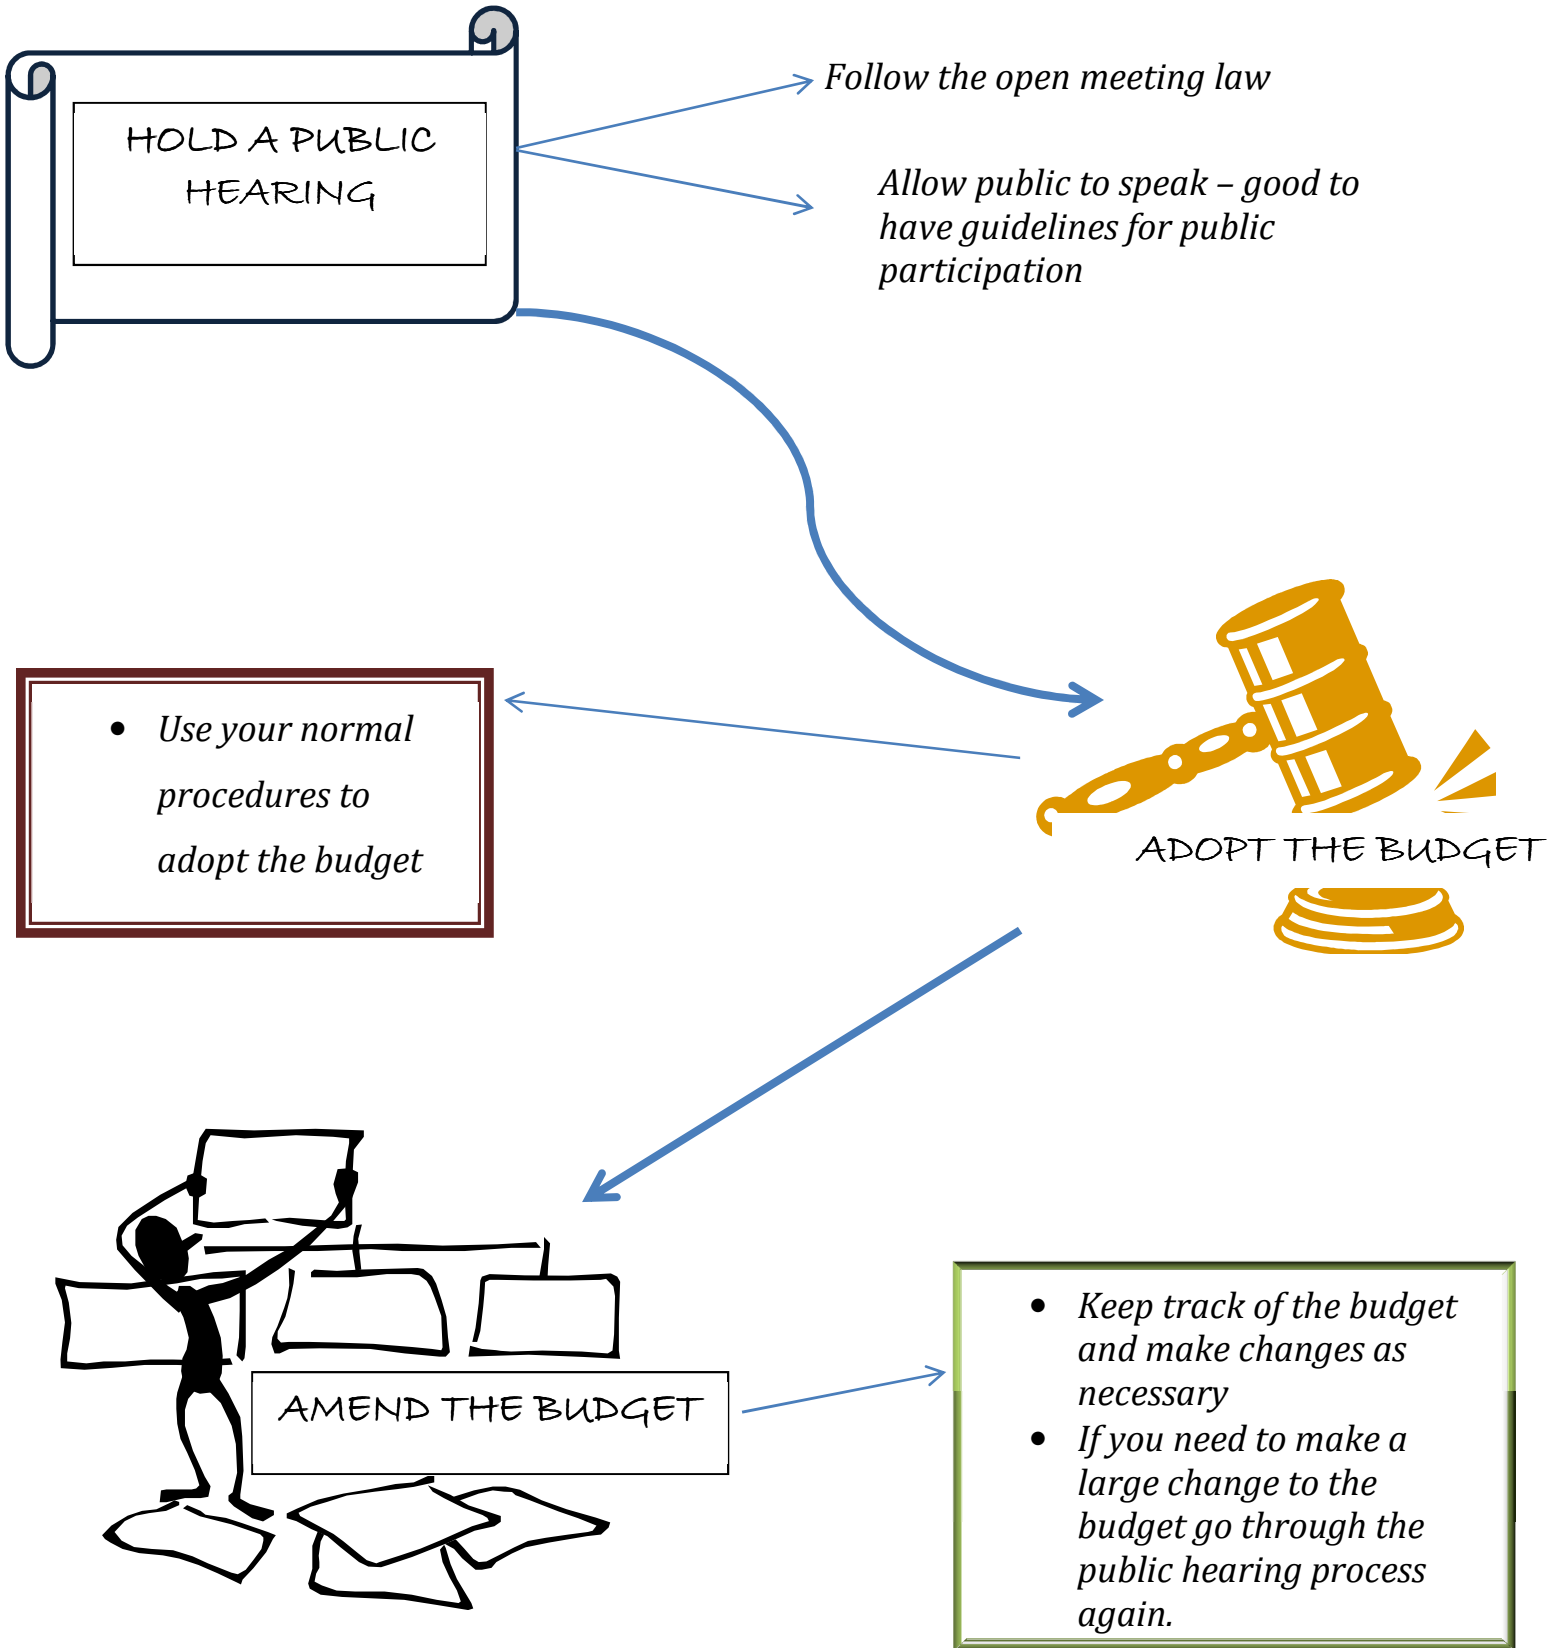 HOLD A PUBLIC
HEARING
Follow the open meeting law
Allow public to speak – good to
have guidelines for public
participation
• Use your normal
procedures to
adopt the budget
ADOPT THE BUDGET
AMEND THE BUDGET
• Keep track of the budget
and make changes as
necessary
• If you need to make a
large change to the
budget go through the
public hearing process
again.